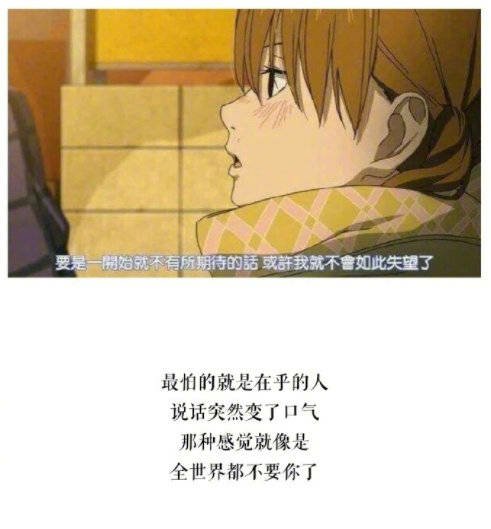 要是一開始就不有所期待的話 或許我就不會如此失望了
最怕的就是在乎的人
说话突然变了口气
那种感觉就像是
全世界都不要你了